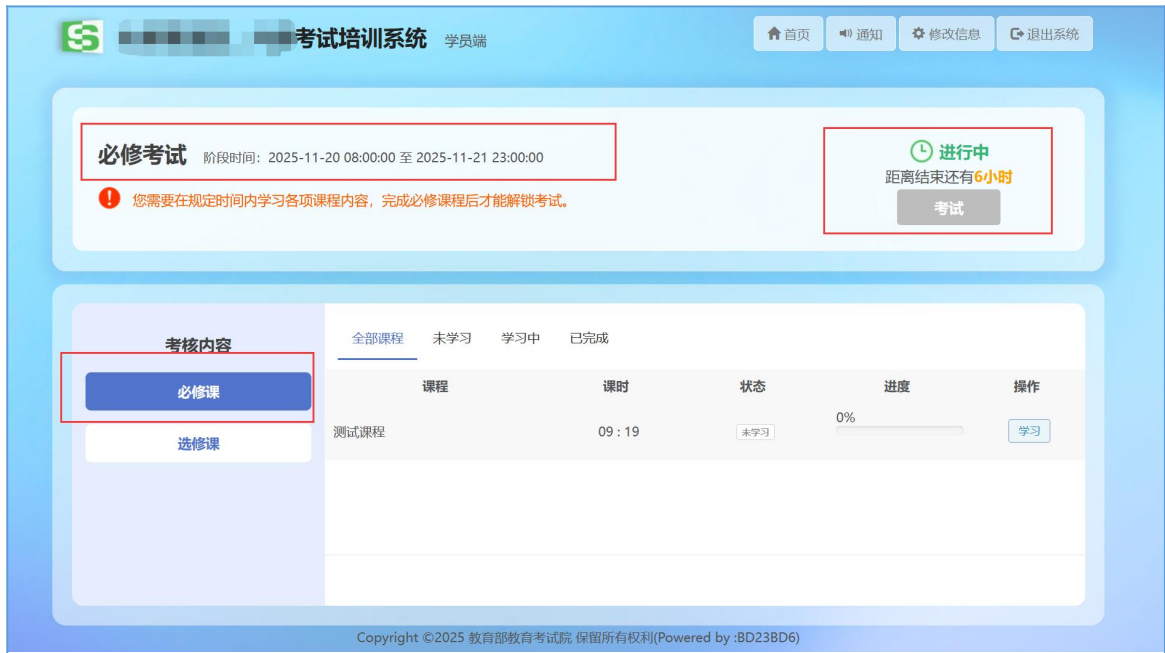 考试培训系统 学员端
首页 通知 修改信息 退出系统
必修考试 阶段时间：2025-11-20 08:00:00 至 2025-11-21 23:00:00
您需要在规定时间内学习各项课程内容，完成必修课程后才能解锁考试。
进行中
距离结束还有6小时
考试
考核内容
必修课
选修课
全部课程 未学习 学习中 已完成
课程 课时 状态 进度 操作
测试课程 09：19 未学习 0% 学习
Copyright ©2025 教育部教育考试院 保留所有权利(Powered by :BD23BD6)